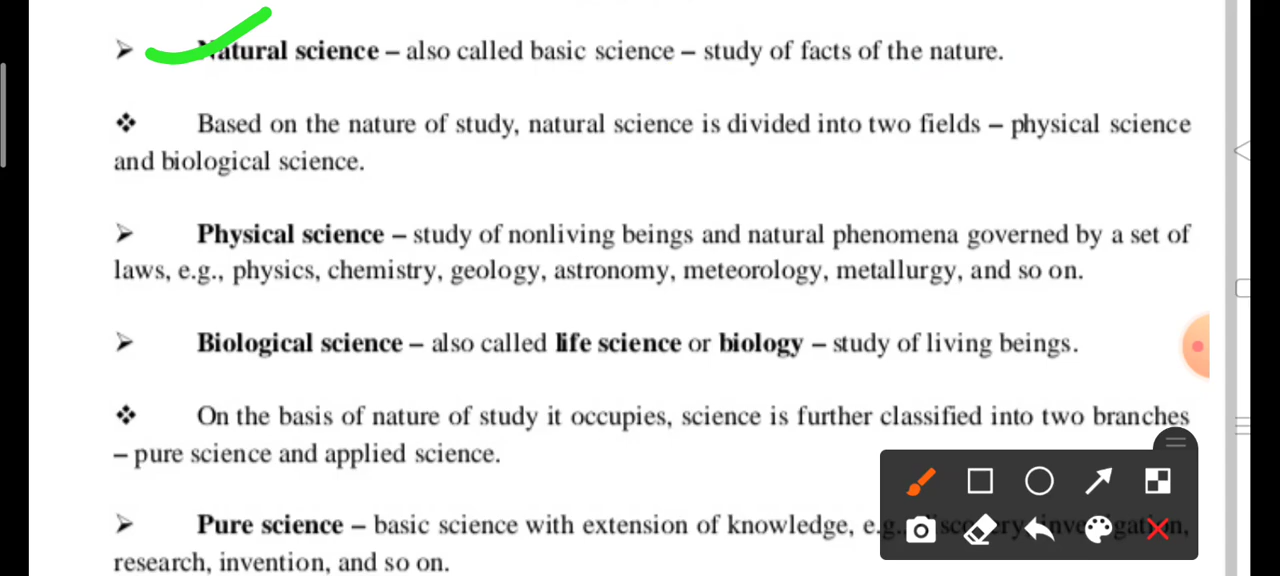 ➢ Natural science – also called basic science – study of facts of the nature.
❖ Based on the nature of study, natural science is divided into two fields – physical science
and biological science.
➢ Physical science – study of nonliving beings and natural phenomena governed by a set of
laws, e.g., physics, chemistry, geology, astronomy, meteorology, metallurgy, and so on.
➢ Biological science – also called life science or biology – study of living beings.
❖ On the basis of nature of study it occupies, science is further classified into two branches
– pure science and applied science.
➢ Pure science – basic science with extension of knowledge, e.g., discovery, investigation,
research, invention, and so on.